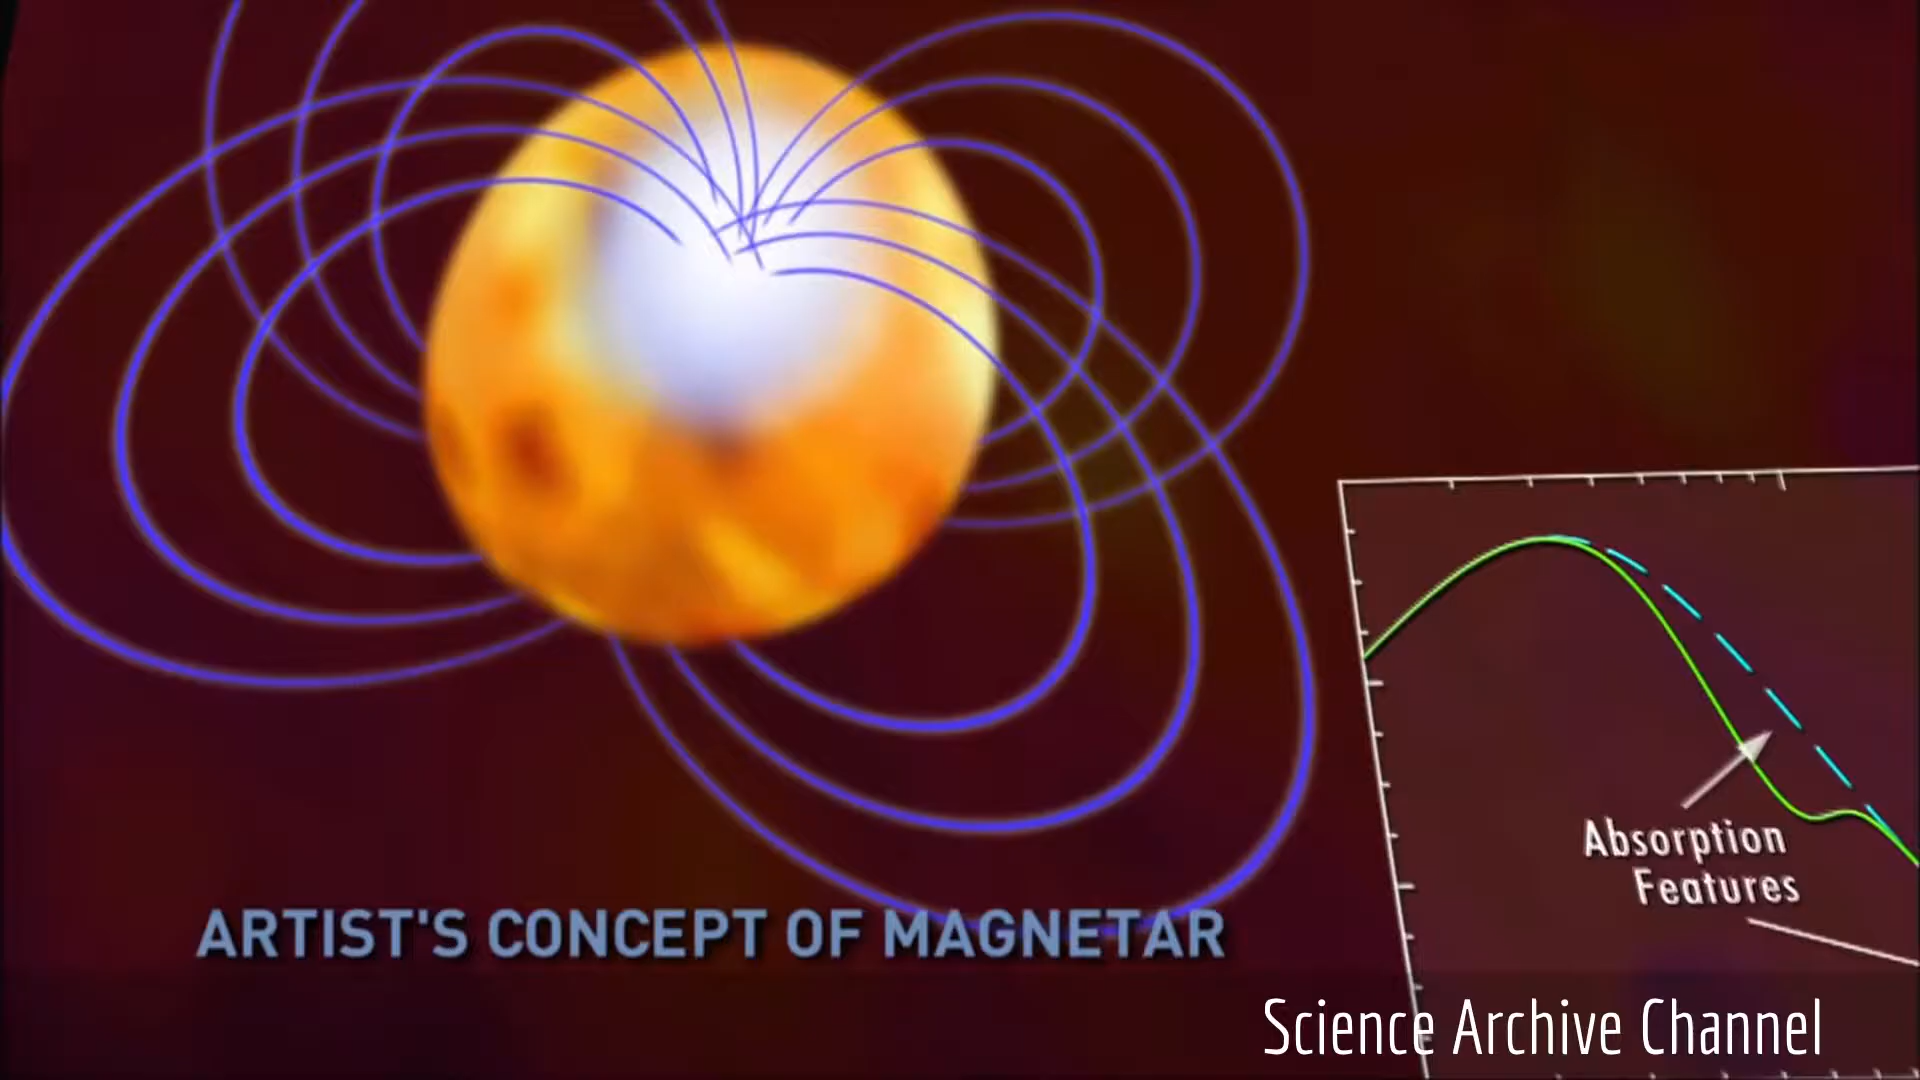 Absorption
Features
ARTIST'S CONCEPT OF MAGNETAR
Science Archive Channel